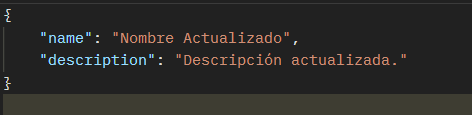 {
    "name": "Nombre Actualizado",
    "description": "Descripción actualizada."
}